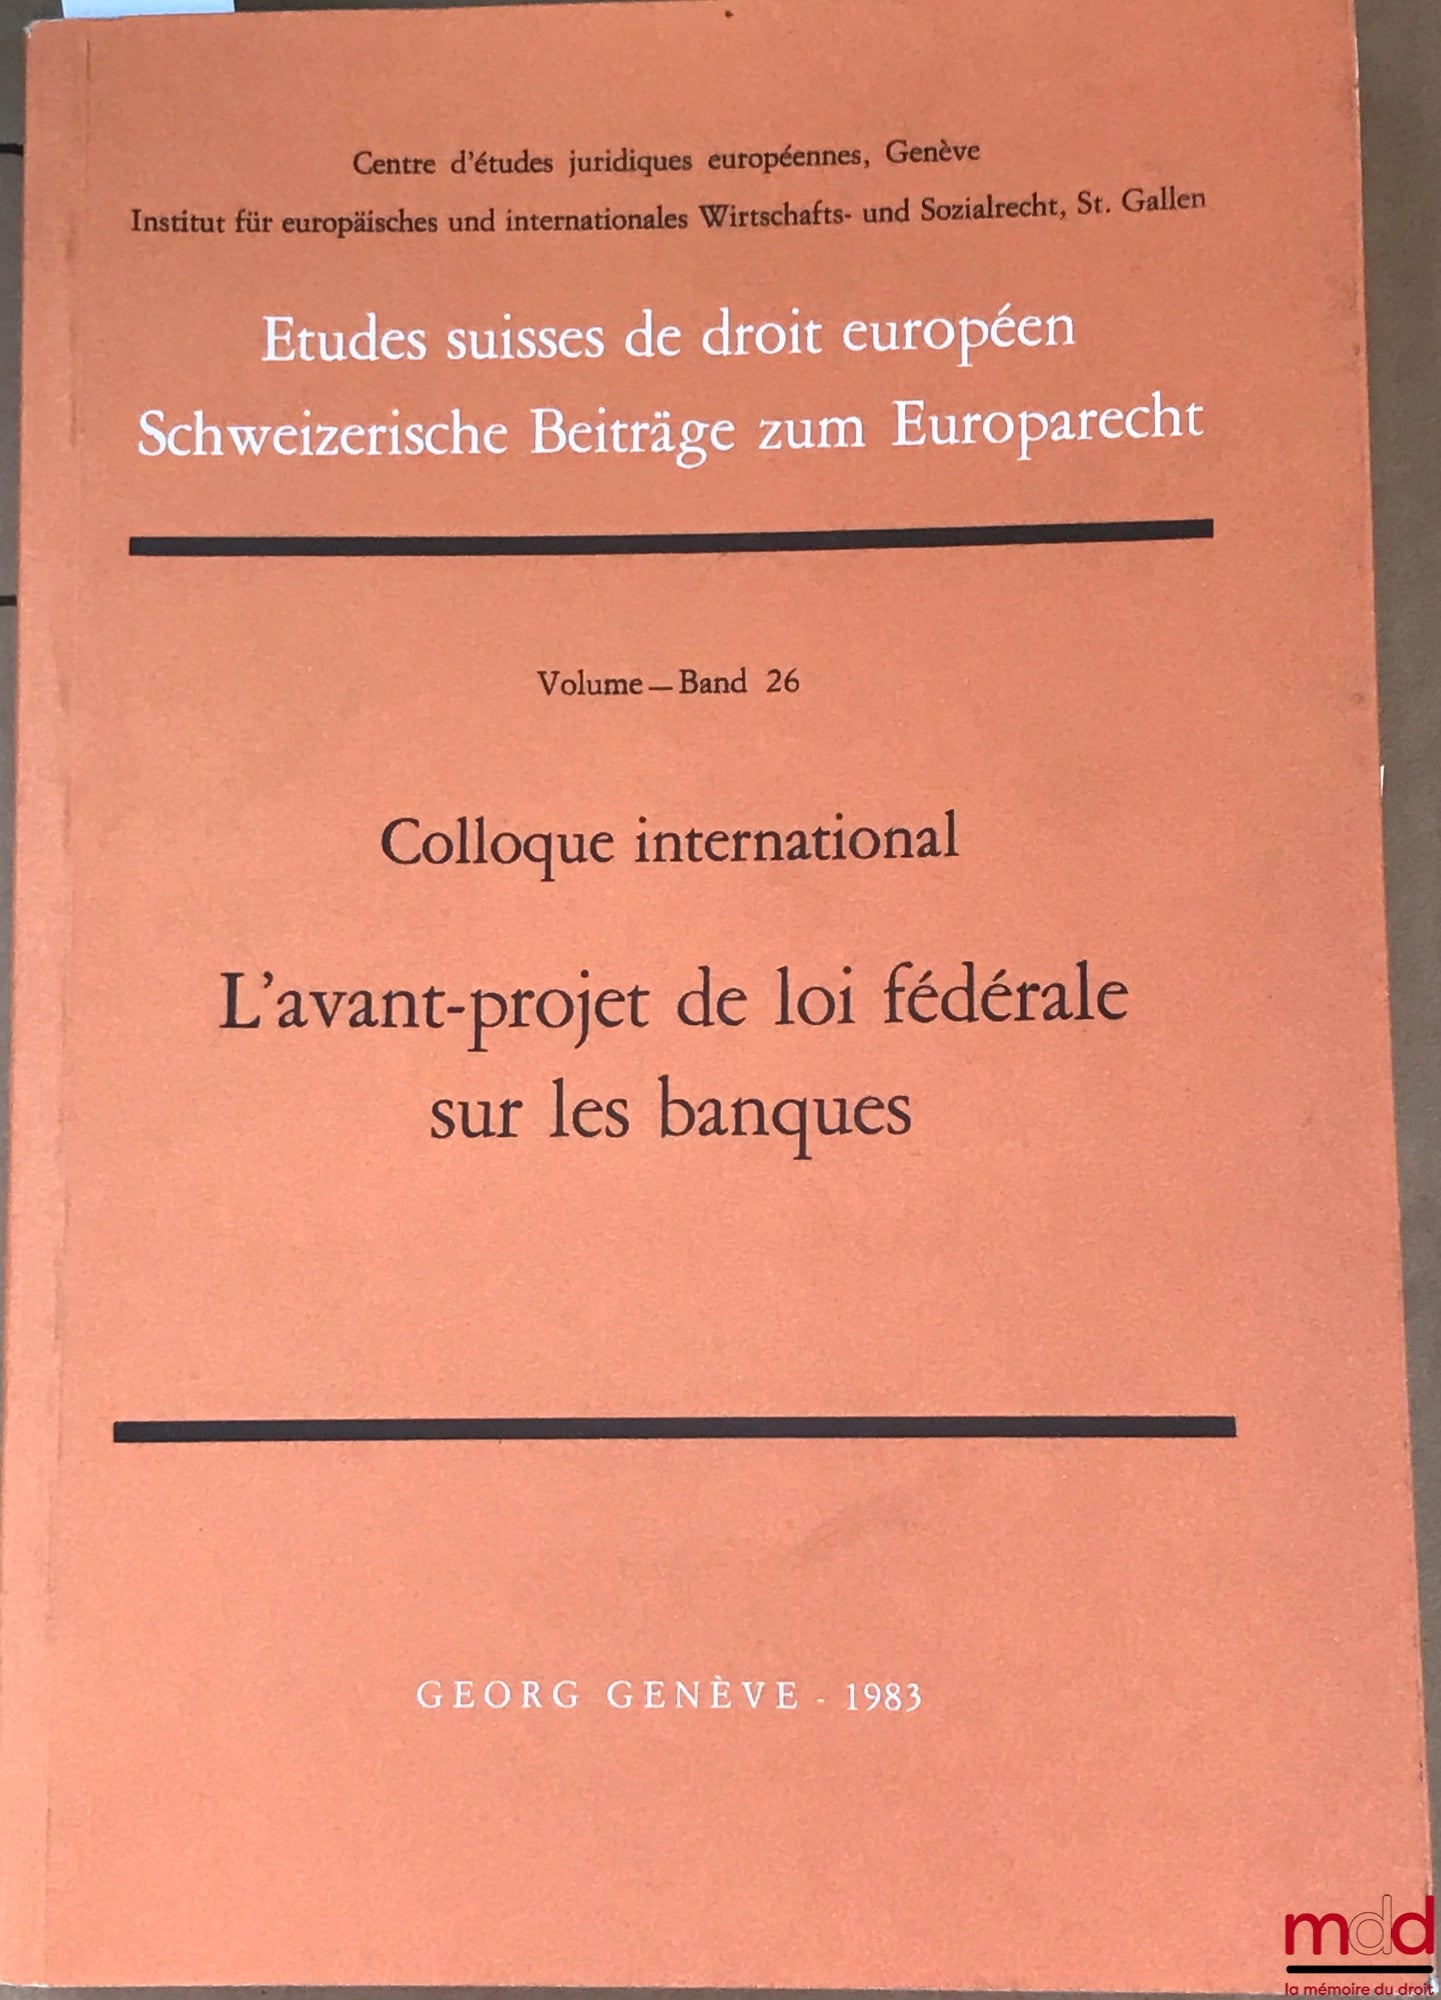 Centre d'études juridiques européennes, Genève
Institut für europäisches und internationales Wirtschafts- und Sozialrecht, St. Gallen
Etudes suisses de droit européen
Schweizerische Beiträge zum Europarecht
Volume — Band 26
Colloque international
L'avant-projet de loi fédérale
sur les banques
GEORG GENÈVE - 1983
mdd
la mémoire du droit